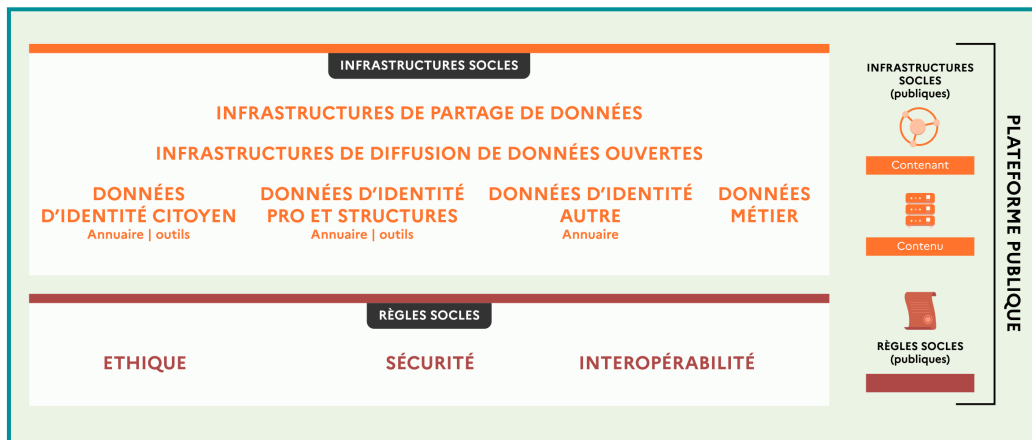 INFRASTRUCTURES SOCLES
INFRASTRUCTURES DE PARTAGE DE DONNÉES
INFRASTRUCTURES DE DIFFUSION DE DONNÉES OUVERTES
DONNÉES
D'IDENTITÉ CITOYEN
Annuaire | outils
DONNÉES D'IDENTITÉ
PRO ET STRUCTURES
Annuaire | outils
DONNÉES D'IDENTITÉ
AUTRE
Annuaire
DONNÉES
MÉTIER
RÈGLES SOCLES
ETHIQUE
SÉCURITÉ
INTEROPÉRABILITÉ
INFRASTRUCTURES
SOCLES
(publiques)
Contenant
Contenu
RÈGLES SOCLES
(publiques)
PLATEFORME PUBLIQUE